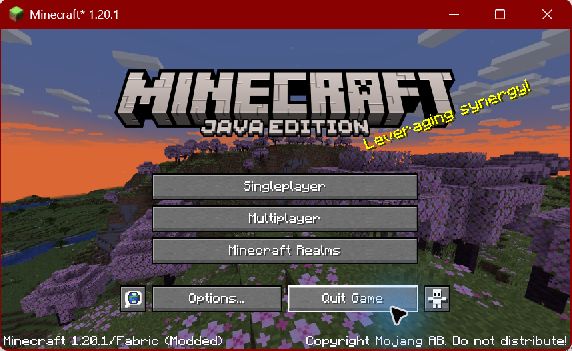 Minecraft* 1.20.1
MINECRAFT
JAVA EDITION
Leveraging synergy!
Singleplayer
Multiplayer
Minecraft Realms
Options...
Quit Game
Minecraft 1.20.1/Fabric (Modded)
Copyright Mojang AB. Do not distribute!